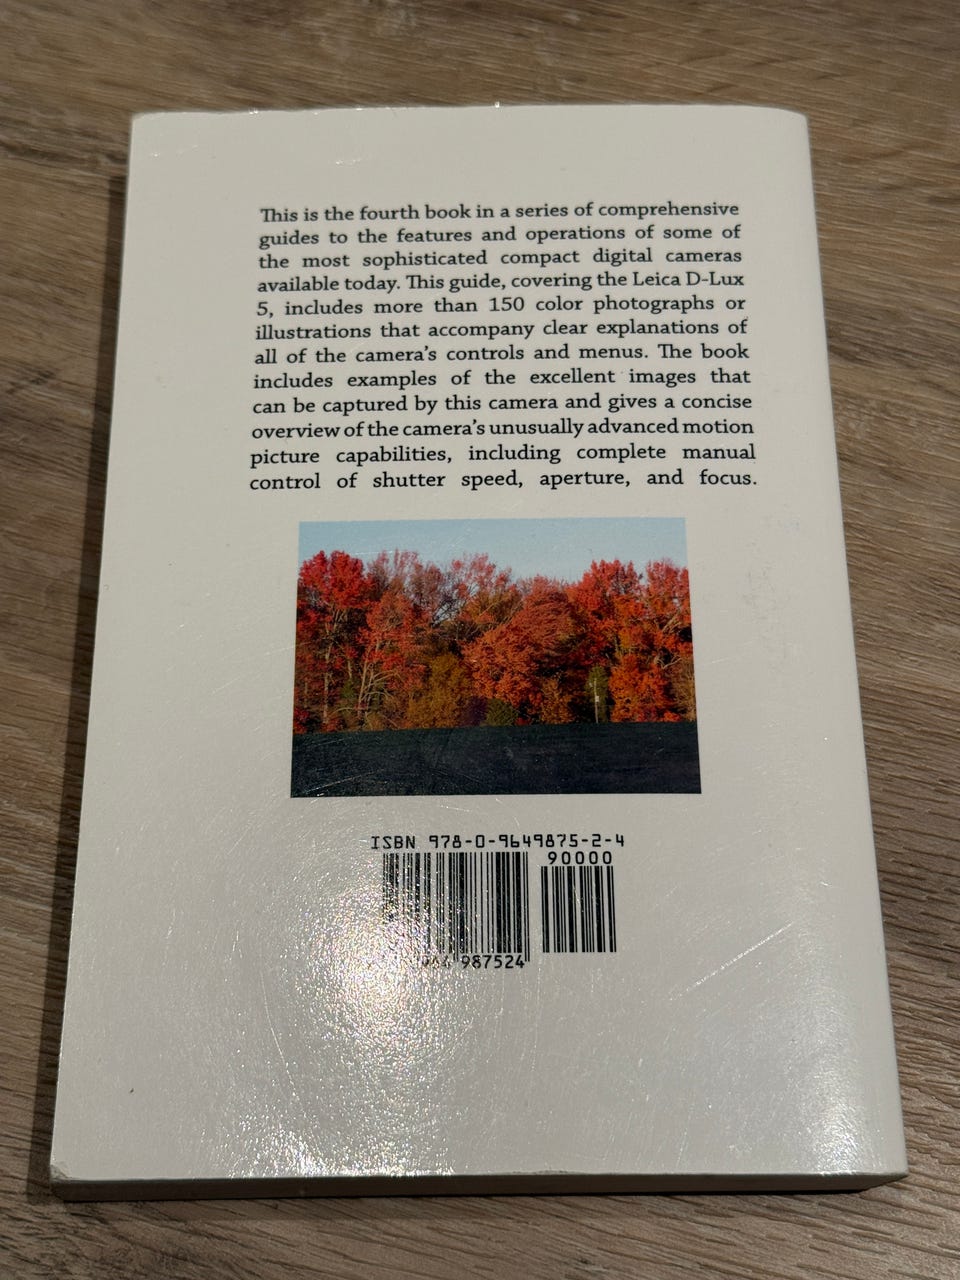 This is the fourth book in a series of comprehensive
guides to the features and operations of some of
the most sophisticated compact digital cameras
available today. This guide, covering the Leica D-Lux
5, includes more than 150 color photographs or
illustrations that accompany clear explanations of
all of the camera's controls and menus. The book
includes examples of the excellent images that
can be captured by this camera and gives a concise
overview of the camera's unusually advanced motion
picture capabilities, including complete manual
control of shutter speed, aperture, and focus.
ISBN 978-0-9649875-2-4
90000
987524